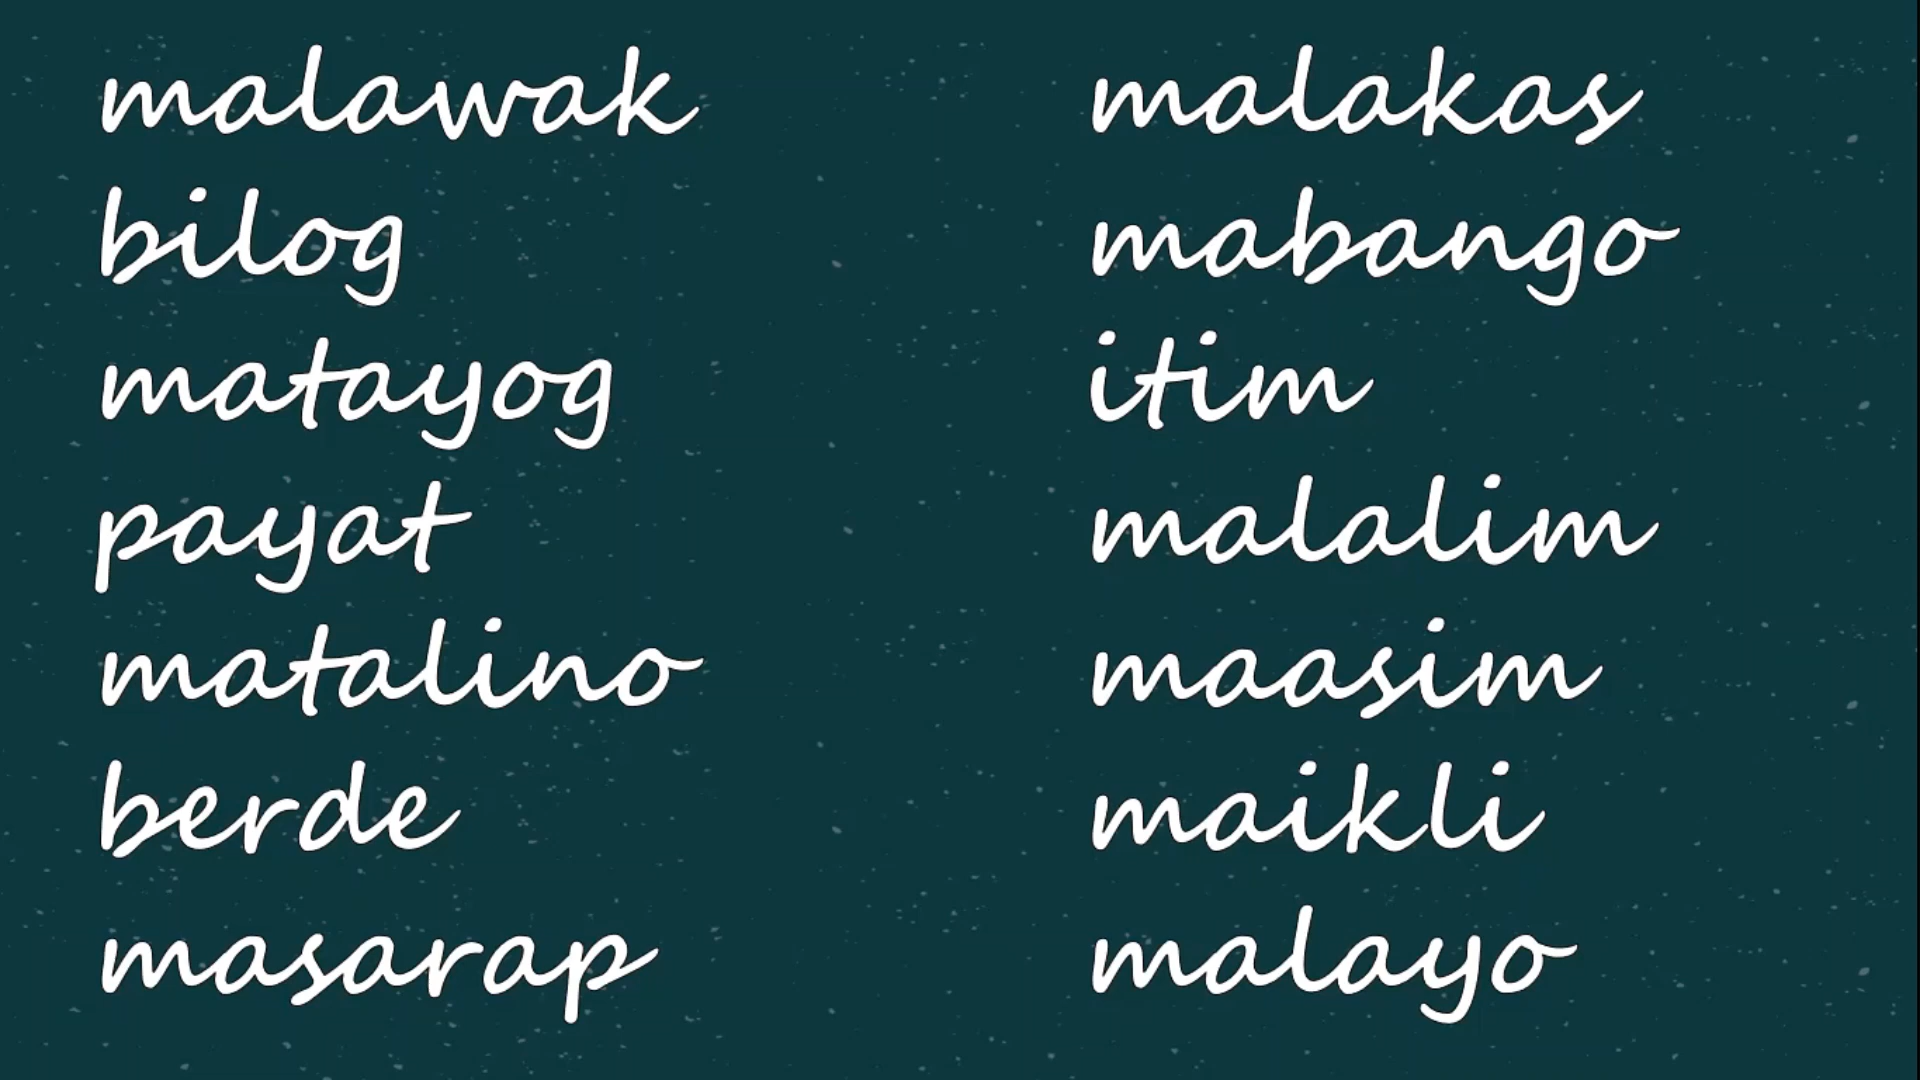 malawak
bilog
matayog
payat
matalino
berde
masarap
malakas
mabango
itim
malalim
maasim
maikli
malayo